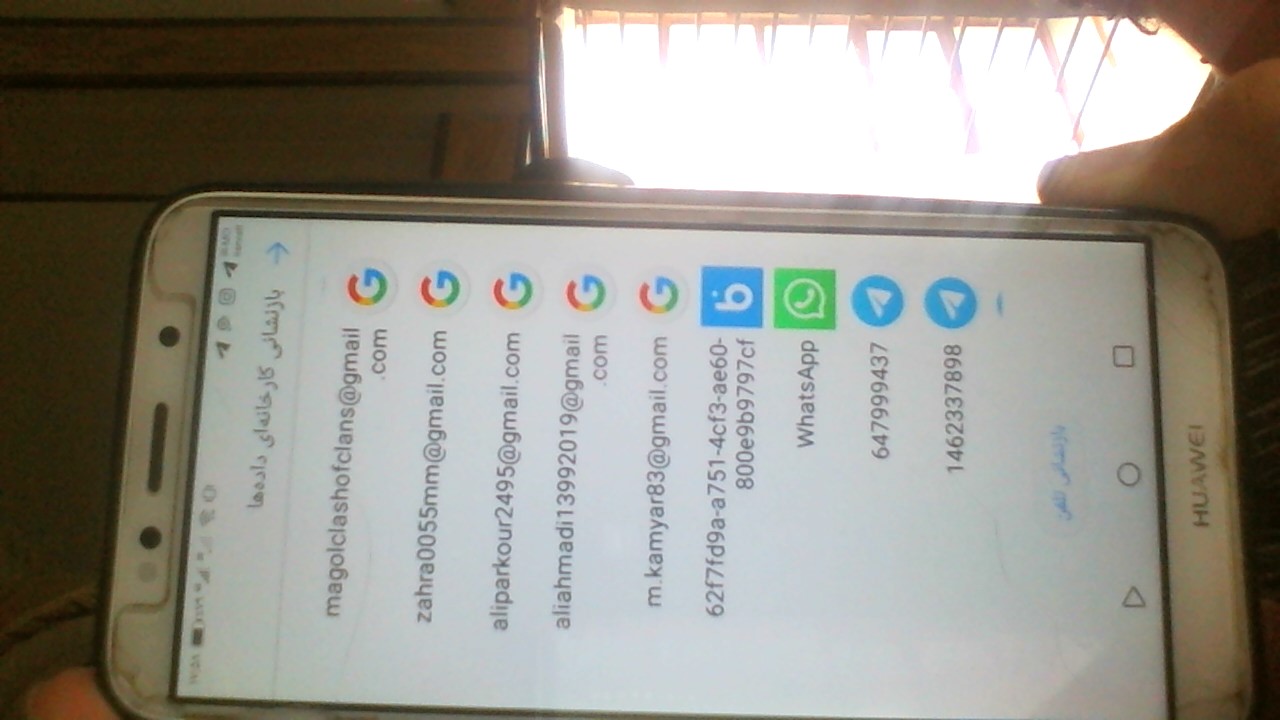 بازنشانی کارخانه‌ای داده‌ها
magolclashofclans@gmail
.com
zahra0055mm@gmail.com
aliparkour2495@gmail.com
aliahmadi13992019@gmail
.com
m.kamyar83@gmail.com
62f7fd9a-a751-4cf3-ae60-
800e9b9797cf
WhatsApp
647999437
1462337898
بازنشانی تلفن
HUAWEI